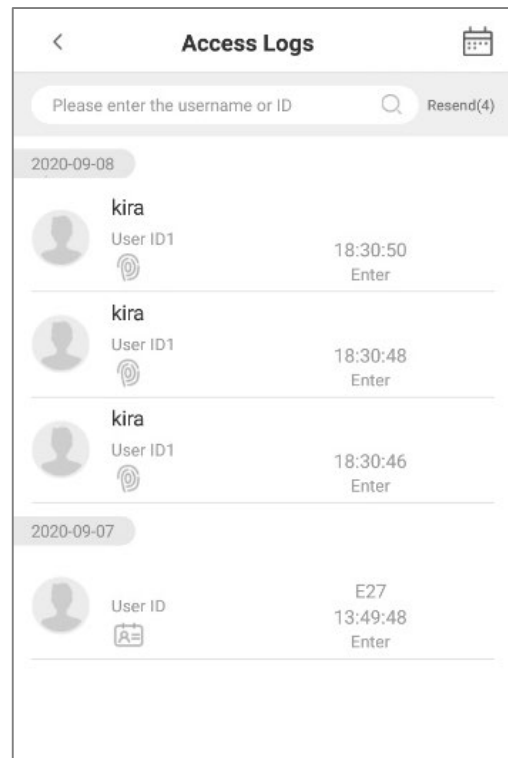 Access Logs
Please enter the username or ID
Resend(4)
2020-09-08
kira
User ID1
18:30:50
Enter
kira
User ID1
18:30:48
Enter
kira
User ID1
18:30:46
Enter
2020-09-07
E27
User ID
13:49:48
Enter